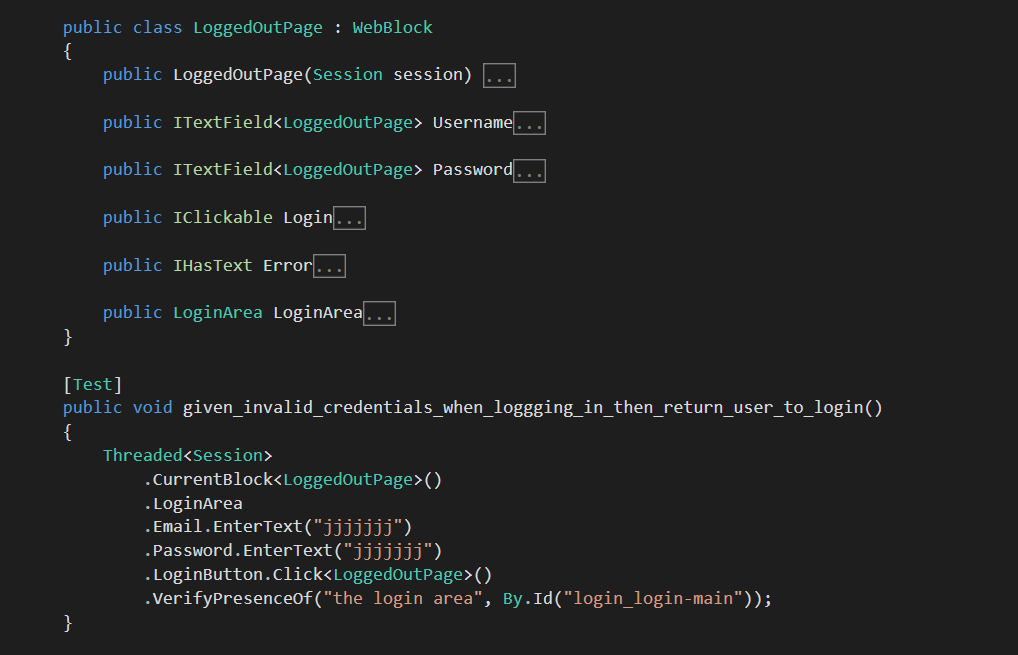 public class LoggedOutPage : WebBlock
{
    public LoggedOutPage(Session session) ...
    public ITextField<LoggedOutPage> Username...
    public ITextField<LoggedOutPage> Password...
    public IClickable Login...
    public IHasText Error...
    public LoginArea LoginArea...
}
[Test]
public void given_invalid_credentials_when_loggging_in_then_return_user_to_login()
{
    Threaded<Session>
        .CurrentBlock<LoggedOutPage>()
        .LoginArea
        .Email.EnterText("jjjjjjj")
        .Password.EnterText("jjjjjjj")
        .LoginButton.Click<LoggedOutPage>()
        .VerifyPresenceOf("the login area", By.Id("login_login-main"));
}